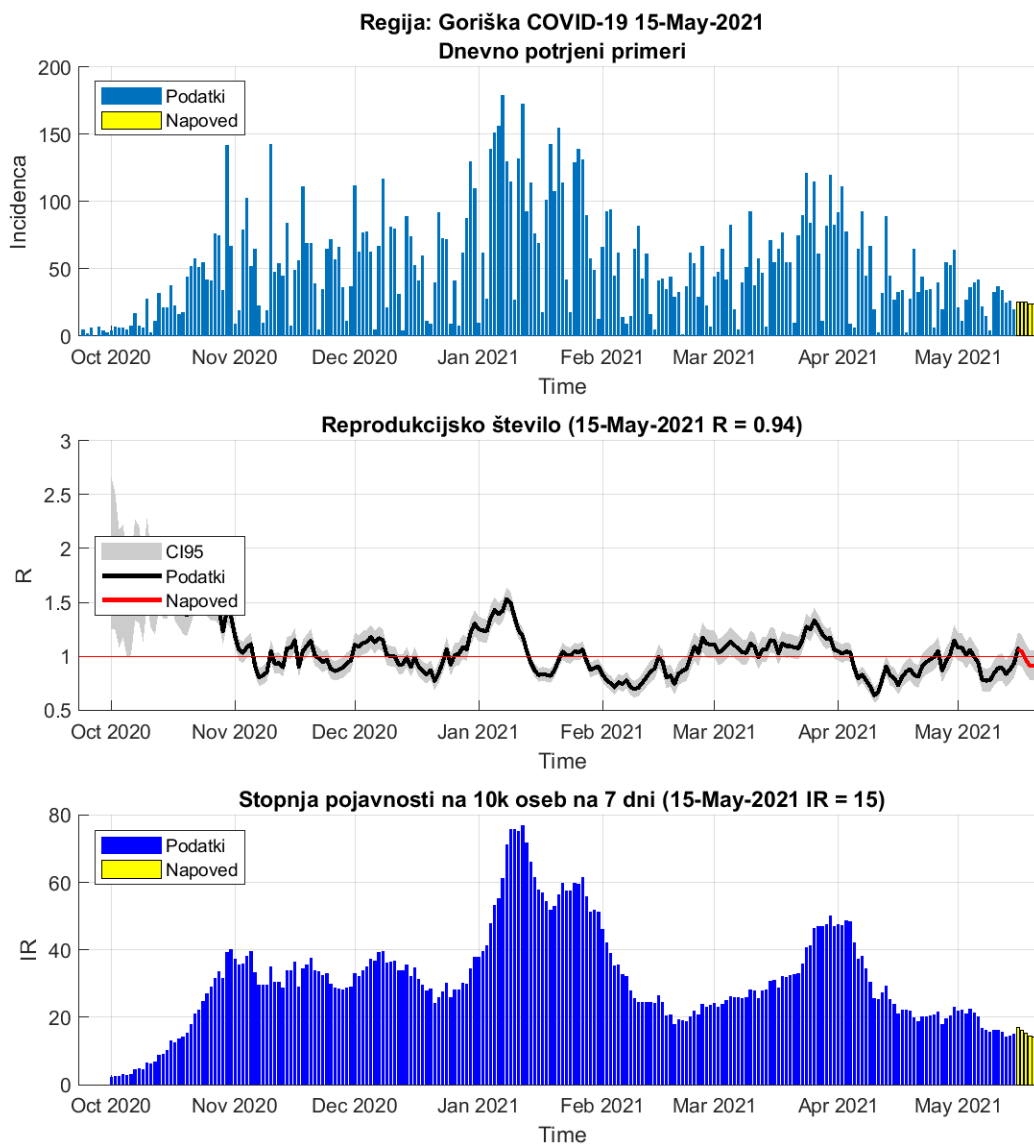 Regija: Goriška COVID-19 15-May-2021
Dnevno potrjeni primeri
200
150
100
50
0
Incidenca
Podatki
Napoved
Oct 2020 Nov 2020 Dec 2020 Jan 2021 Feb 2021 Mar 2021 Apr 2021 May 2021
Time
Reprodukcijsko število (15-May-2021 R = 0.94)
3
2.5
2
1.5
1
0.5
R
CI95
Podatki
Napoved
Oct 2020 Nov 2020 Dec 2020 Jan 2021 Feb 2021 Mar 2021 Apr 2021 May 2021
Time
Stopnja pojavnosti na 10k oseb na 7 dni (15-May-2021 IR = 15)
80
60
40
20
0
IR
Podatki
Napoved
Oct 2020 Nov 2020 Dec 2020 Jan 2021 Feb 2021 Mar 2021 Apr 2021 May 2021
Time